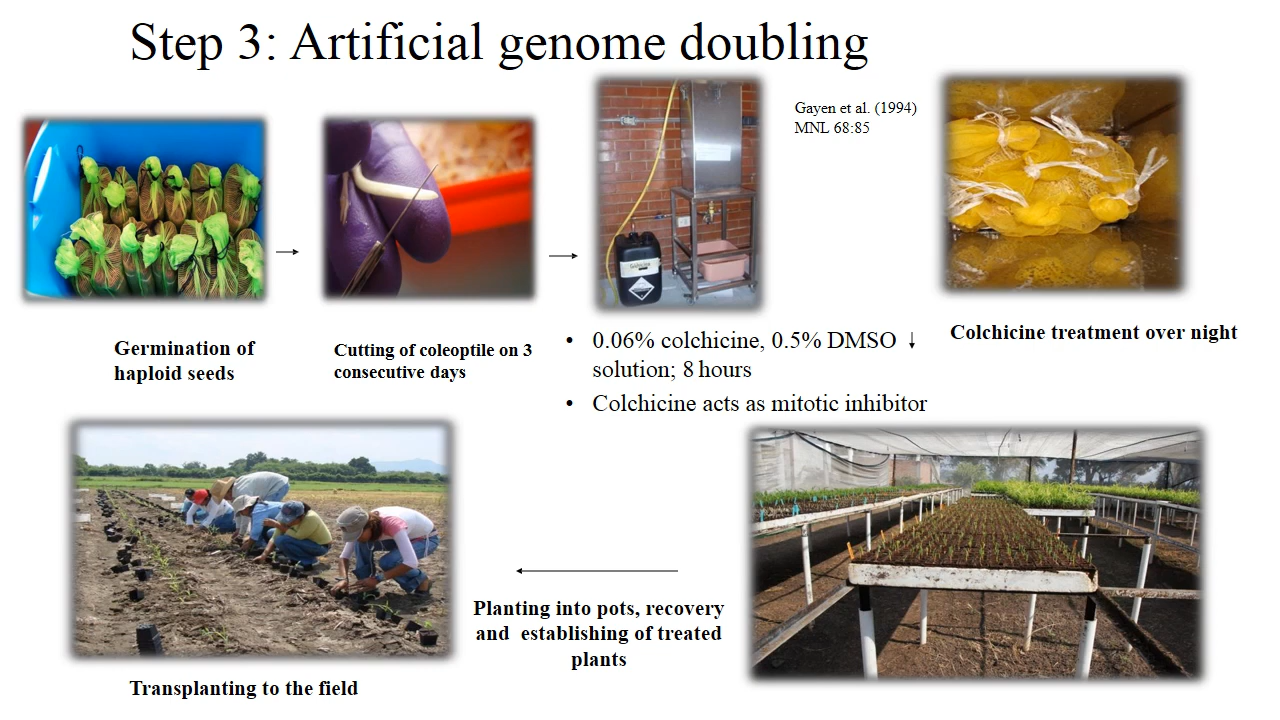 Step 3: Artificial genome doubling
Gayen et al. (1994)
MNL 68:85
Germination of
haploid seeds
Cutting of coleoptile on 3
consecutive days
• 0.06% colchicine, 0.5% DMSO ↓
solution; 8 hours
• Colchicine acts as mitotic inhibitor
Colchicine treatment over night
Planting into pots, recovery
and establishing of treated
plants
Transplanting to the field